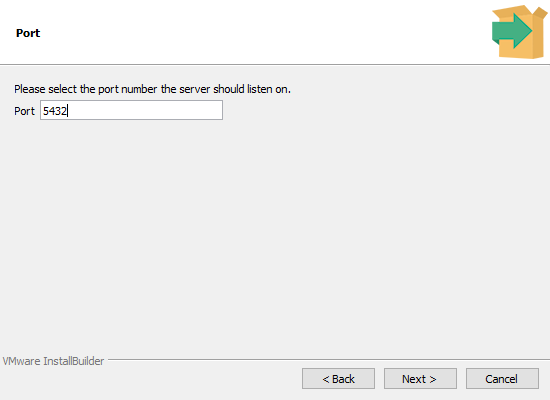 Port
Please select the port number the server should listen on.
Port 5432
VMware InstallBuilder
< Back Next > Cancel